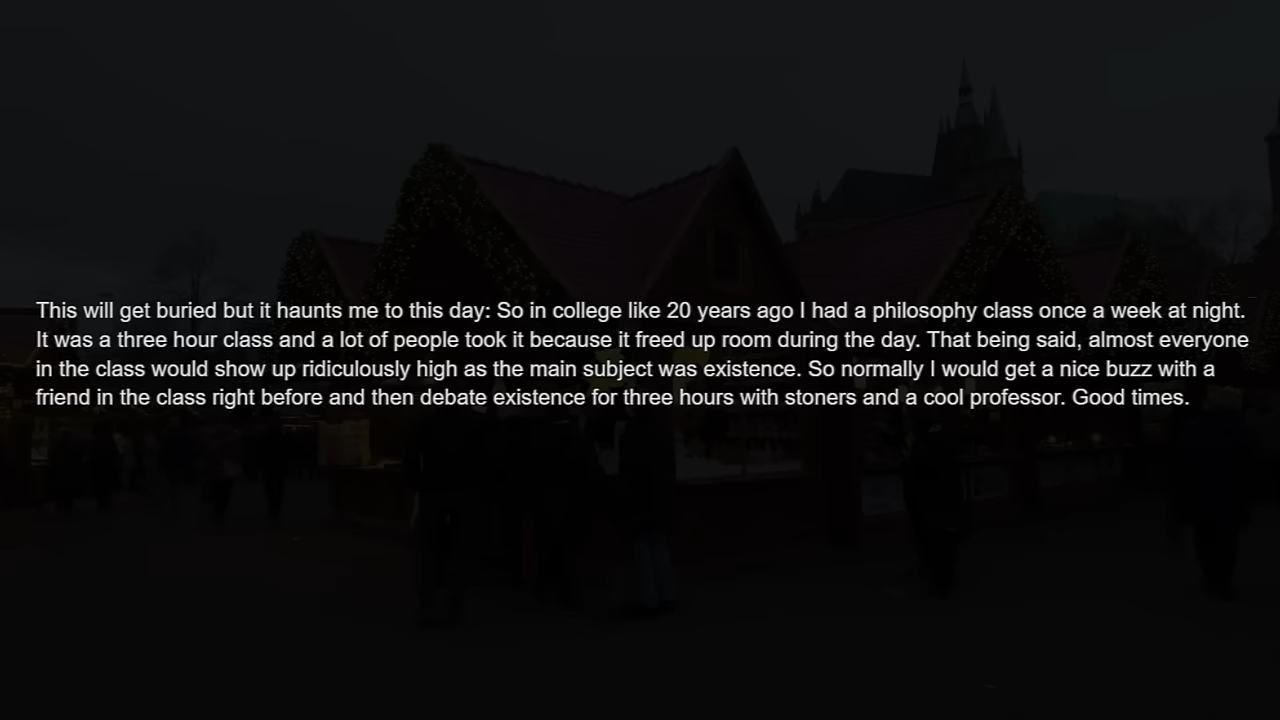 This will get buried but it haunts me to this day: So in college like 20 years ago I had a philosophy class once a week at night.
It was a three hour class and a lot of people took it because it freed up room during the day. That being said, almost everyone
in the class would show up ridiculously high as the main subject was existence. So normally I would get a nice buzz with a
friend in the class right before and then debate existence for three hours with stoners and a cool professor. Good times.